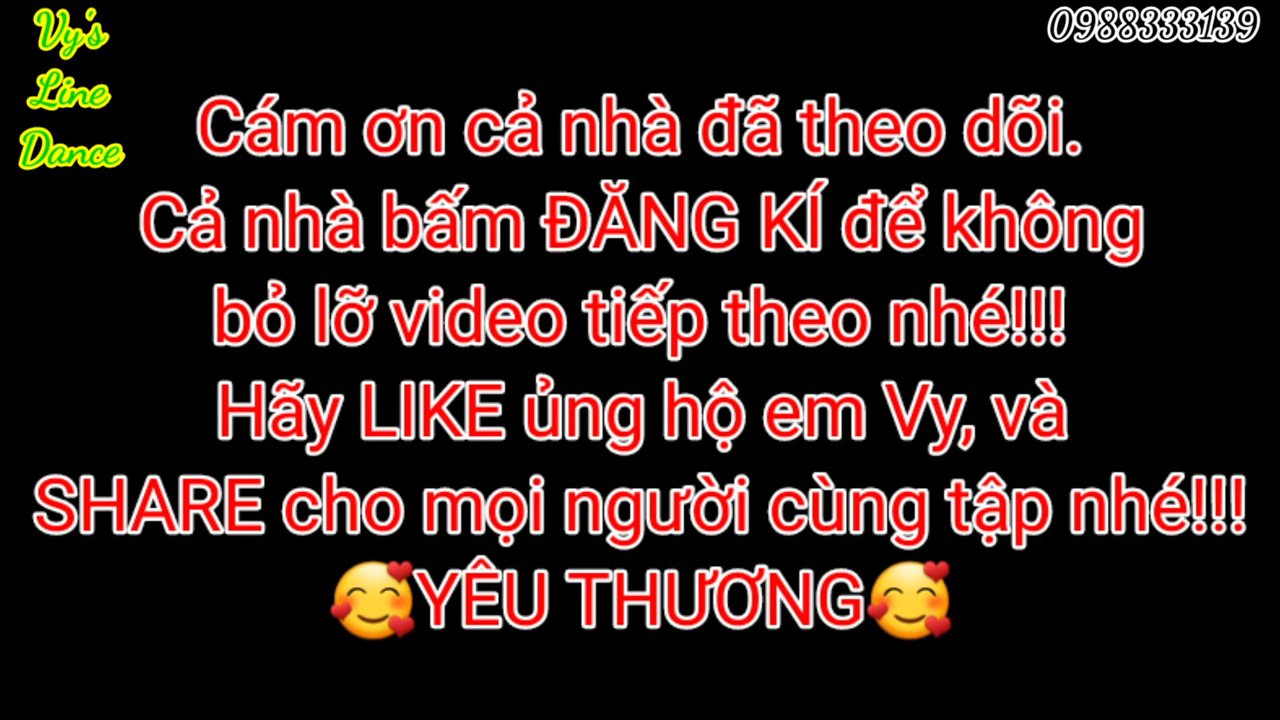 Vy's
Line
Dance
0988333139
Cám ơn cả nhà đã theo dõi.
Cả nhà bấm ĐĂNG KÍ để không
bỏ lỡ video tiếp theo nhé!!!
Hãy LIKE ủng hộ em Vy, và
SHARE cho mọi người cùng tập nhé!!!
🥰YÊU THƯƠNG🥰